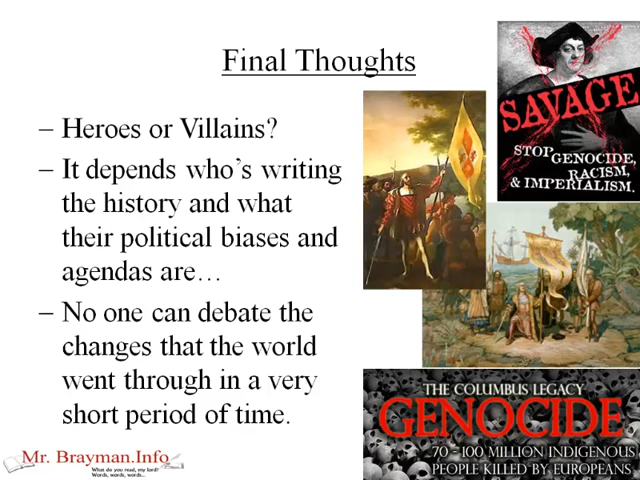 Final Thoughts
– Heroes or Villains?
– It depends who's writing
the history and what
their political biases and
agendas are…
– No one can debate the
changes that the world
went through in a very
short period of time.
SAVAGE
STOP GENOCIDE,
RACISM,
& IMPERIALISM.
THE COLUMBUS LEGACY
GENOCIDE
70 - 100 MILLION INDIGENOUS
PEOPLE KILLED BY EUROPEANS
Mr. Brayman.Info
What do you read, my lord?
Words, words, words...